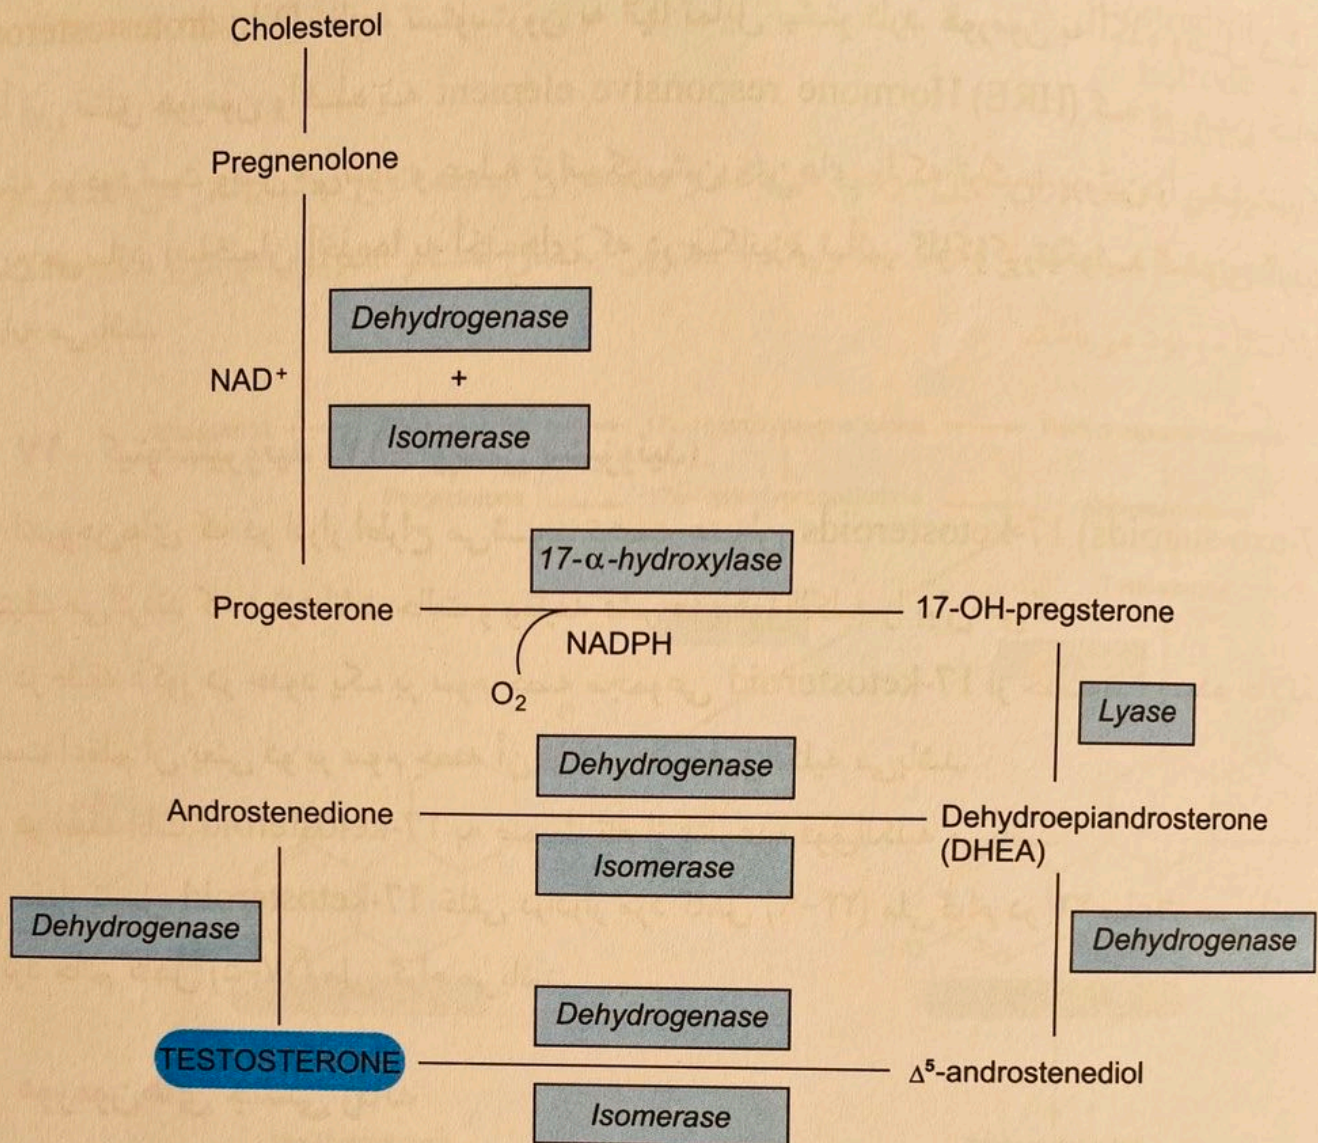 Cholesterol
Pregnenolone
Dehydrogenase
NAD⁺
+
Isomerase
17-α-hydroxylase
Progesterone
17-OH-pregsterone
NADPH
O₂
Lyase
Dehydrogenase
Androstenedione
Dehydroepiandrosterone
(DHEA)
Isomerase
Dehydrogenase
Dehydrogenase
Dehydrogenase
TESTOSTERONE
Δ⁵-androstenediol
Isomerase